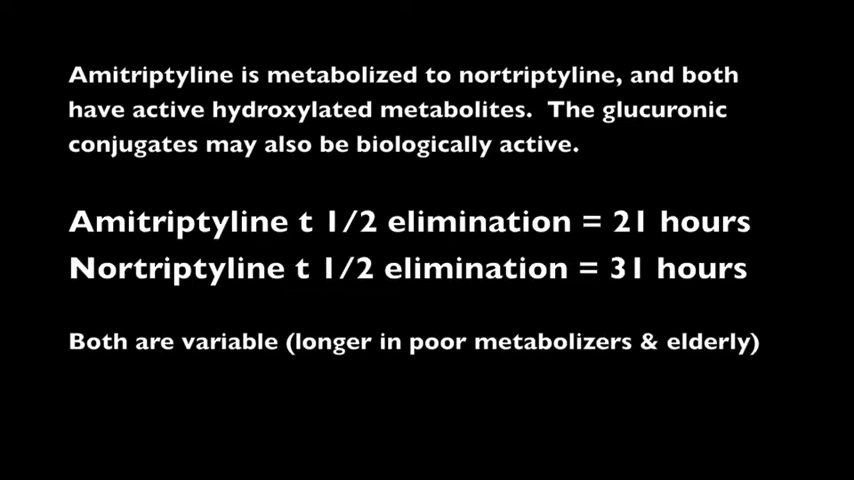 Amitriptyline is metabolized to nortriptyline, and both
have active hydroxylated metabolites.  The glucuronic
conjugates may also be biologically active.
Amitriptyline t 1/2 elimination = 21 hours
Nortriptyline t 1/2 elimination = 31 hours
Both are variable (longer in poor metabolizers & elderly)